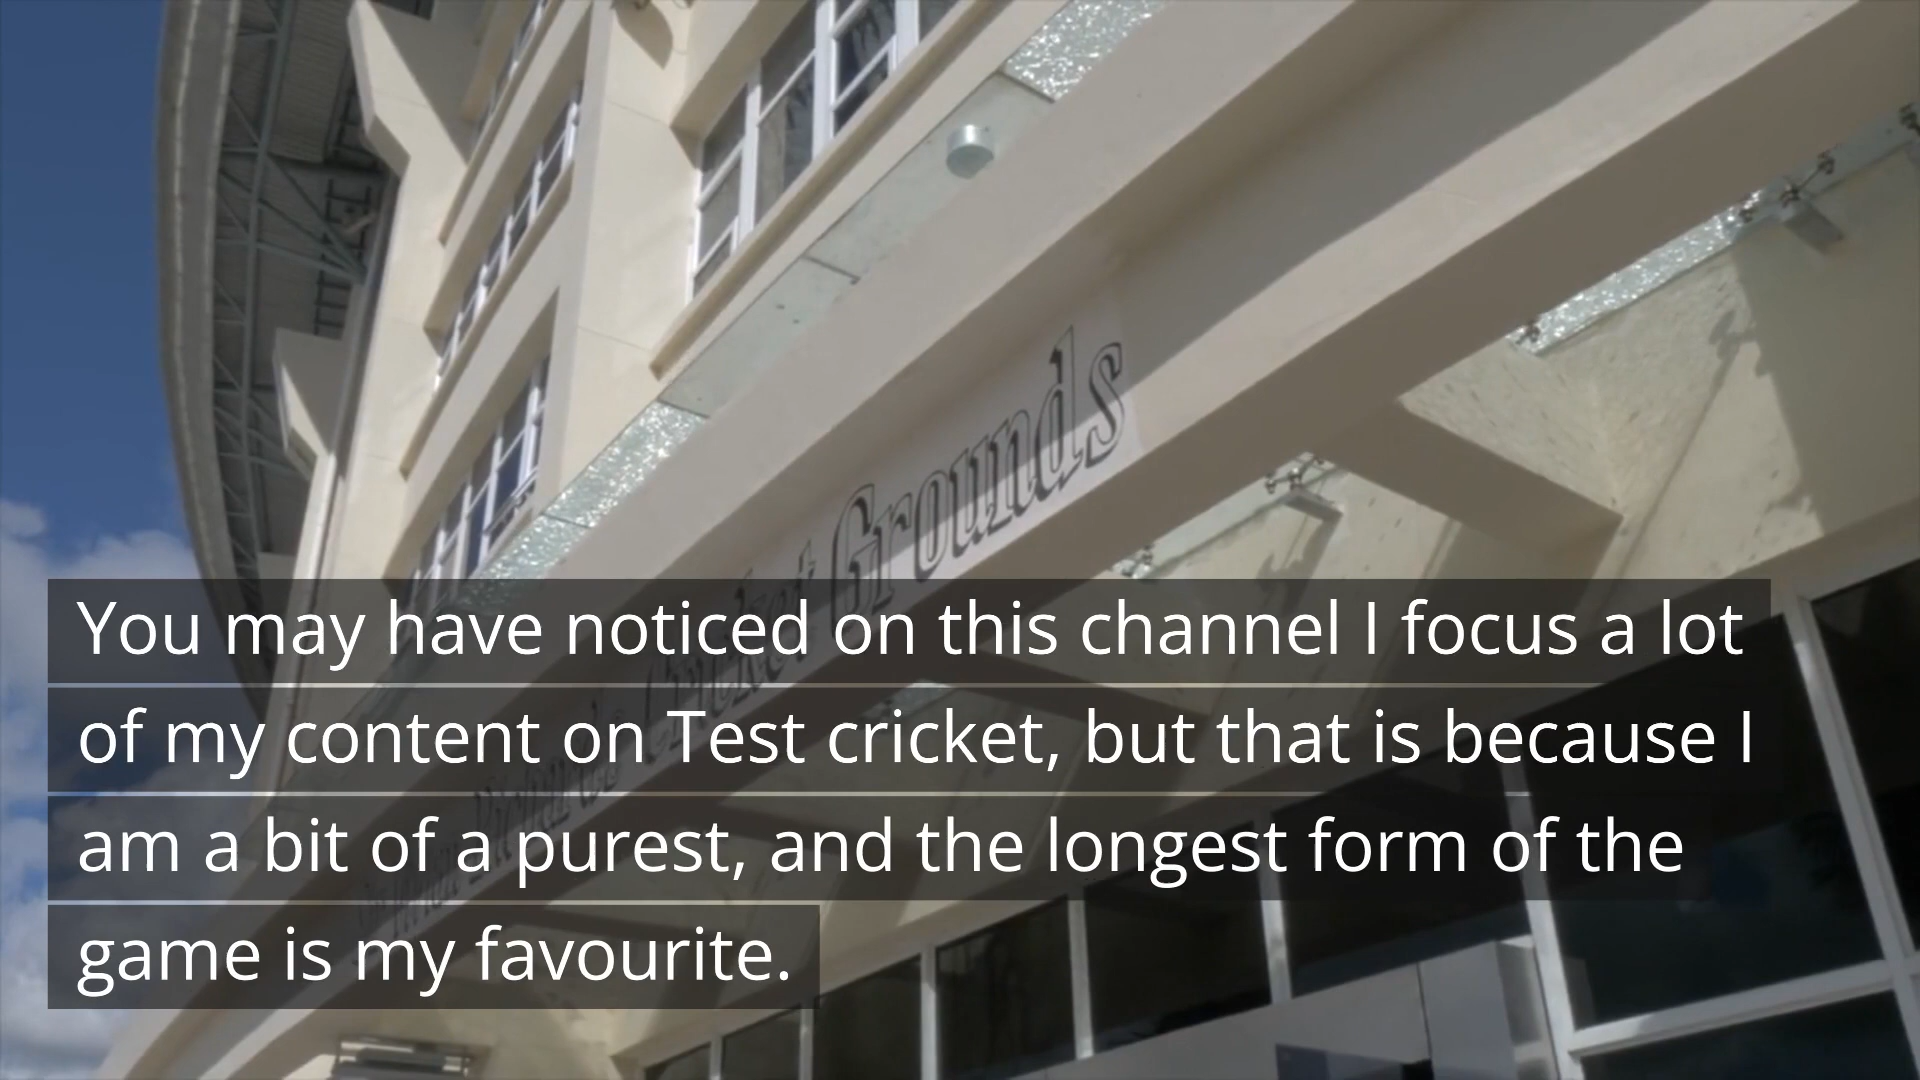 Cricket Grounds
You may have noticed on this channel I focus a lot
of my content on Test cricket, but that is because I
am a bit of a purest, and the longest form of the
game is my favourite.